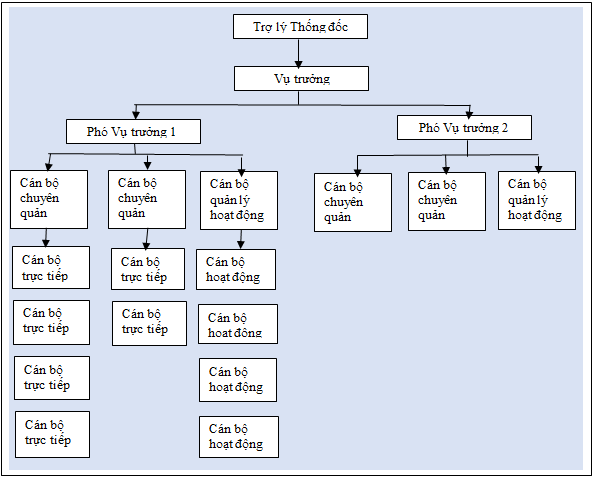 Trợ lý Thống đốc
Vụ trưởng
Phó Vụ trưởng 1
Phó Vụ trưởng 2
Cán bộ
chuyên
quản
Cán bộ
chuyên
quản
Cán bộ
quản lý
hoạt động
Cán bộ
chuyên
quản
Cán bộ
chuyên
quản
Cán bộ
quản lý
hoạt động
Cán bộ
trực tiếp
Cán bộ
trực tiếp
Cán bộ
hoạt động
Cán bộ
trực tiếp
Cán bộ
trực tiếp
Cán bộ
hoạt động
Cán bộ
trực tiếp
Cán bộ
hoạt động
Cán bộ
trực tiếp
Cán bộ
hoạt động